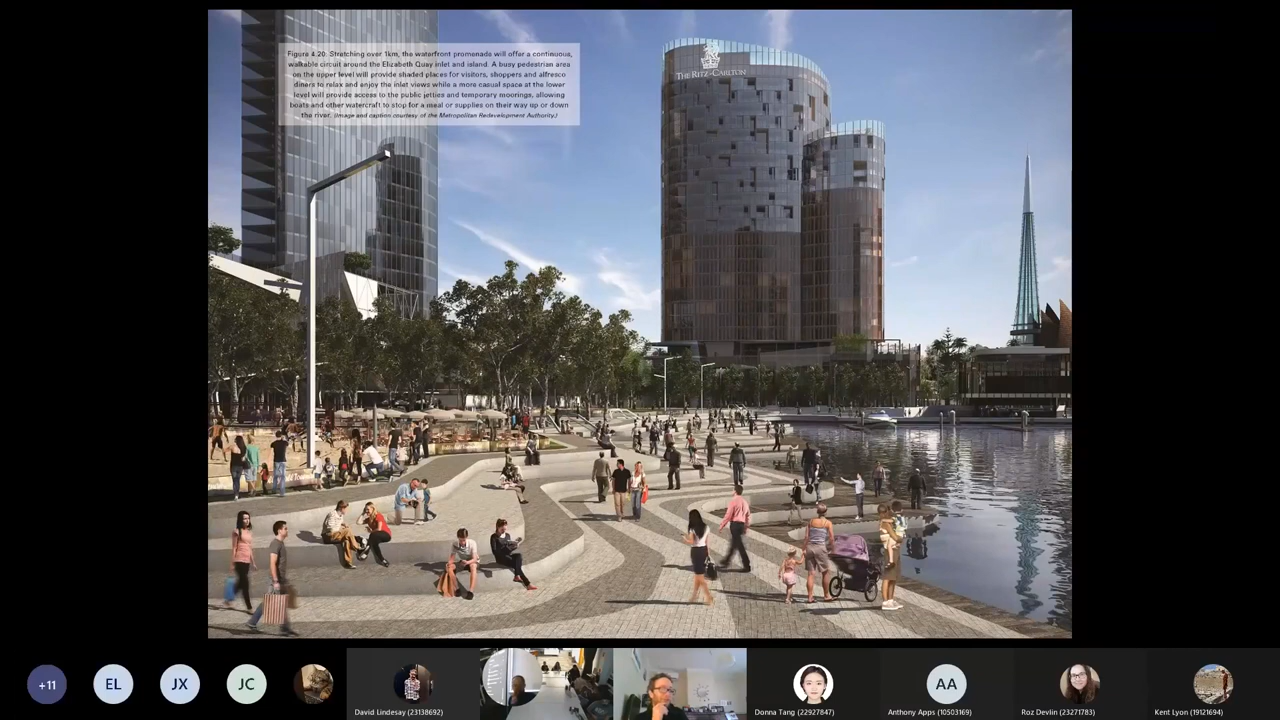 Figure 4.20: Stretching over 1km, the waterfront promenade will offer a continuous,
walkable circuit around the Elizabeth Quay inlet and island. A busy pedestrian area
on the upper level will provide shaded places for visitors, shoppers and alfresco
diners to relax and enjoy the inlet views while a more casual space at the lower
level will provide access to the public jetties and temporary moorings, allowing
boats and other watercraft to stop for a meal or supplies on their way up or down
the river. (Image and caption courtesy of the Metropolitan Redevelopment Authority.)
THE RITZ-CARLTON
+11
EL
JX
JC
David Lindesay (23138692)
Donna Tang (22927847)
AA
Anthony Apps (10503169)
Roz Devlin (23271783)
Kent Lyon (19121694)